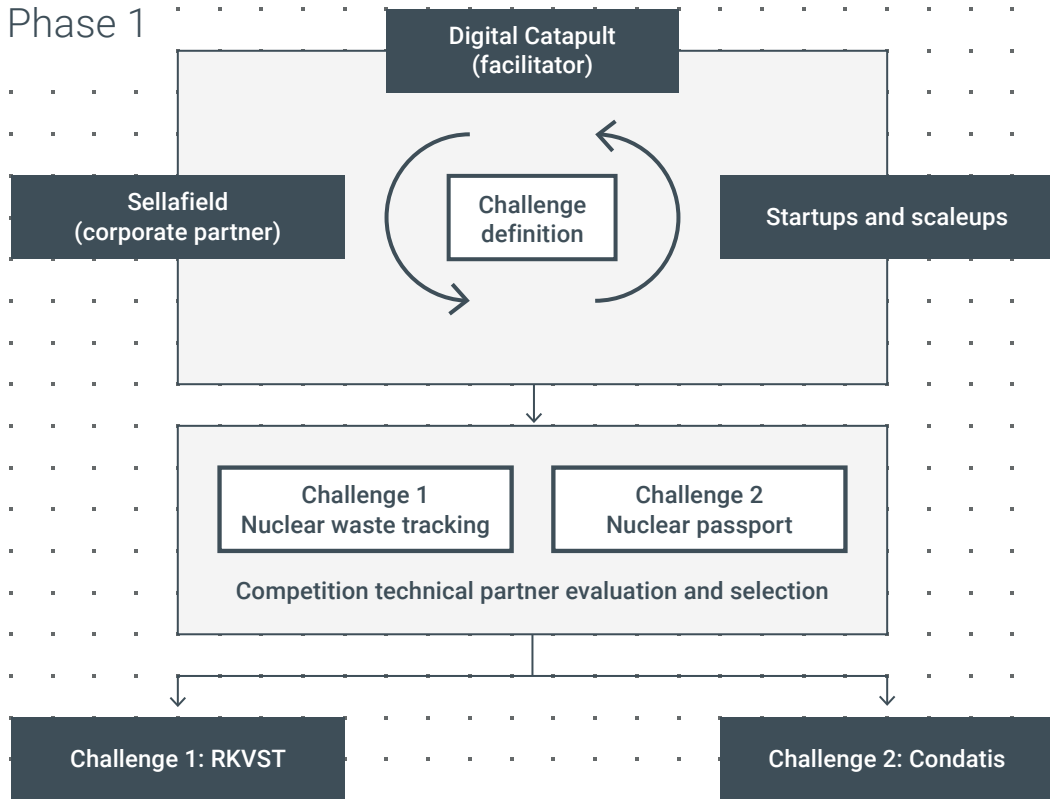 Phase 1
Digital Catapult
(facilitator)
Sellafield
(corporate partner)
Challenge
definition
Startups and scaleups
Challenge 1
Nuclear waste tracking
Challenge 2
Nuclear passport
Competition technical partner evaluation and selection
Challenge 1: RKVST
Challenge 2: Condatis